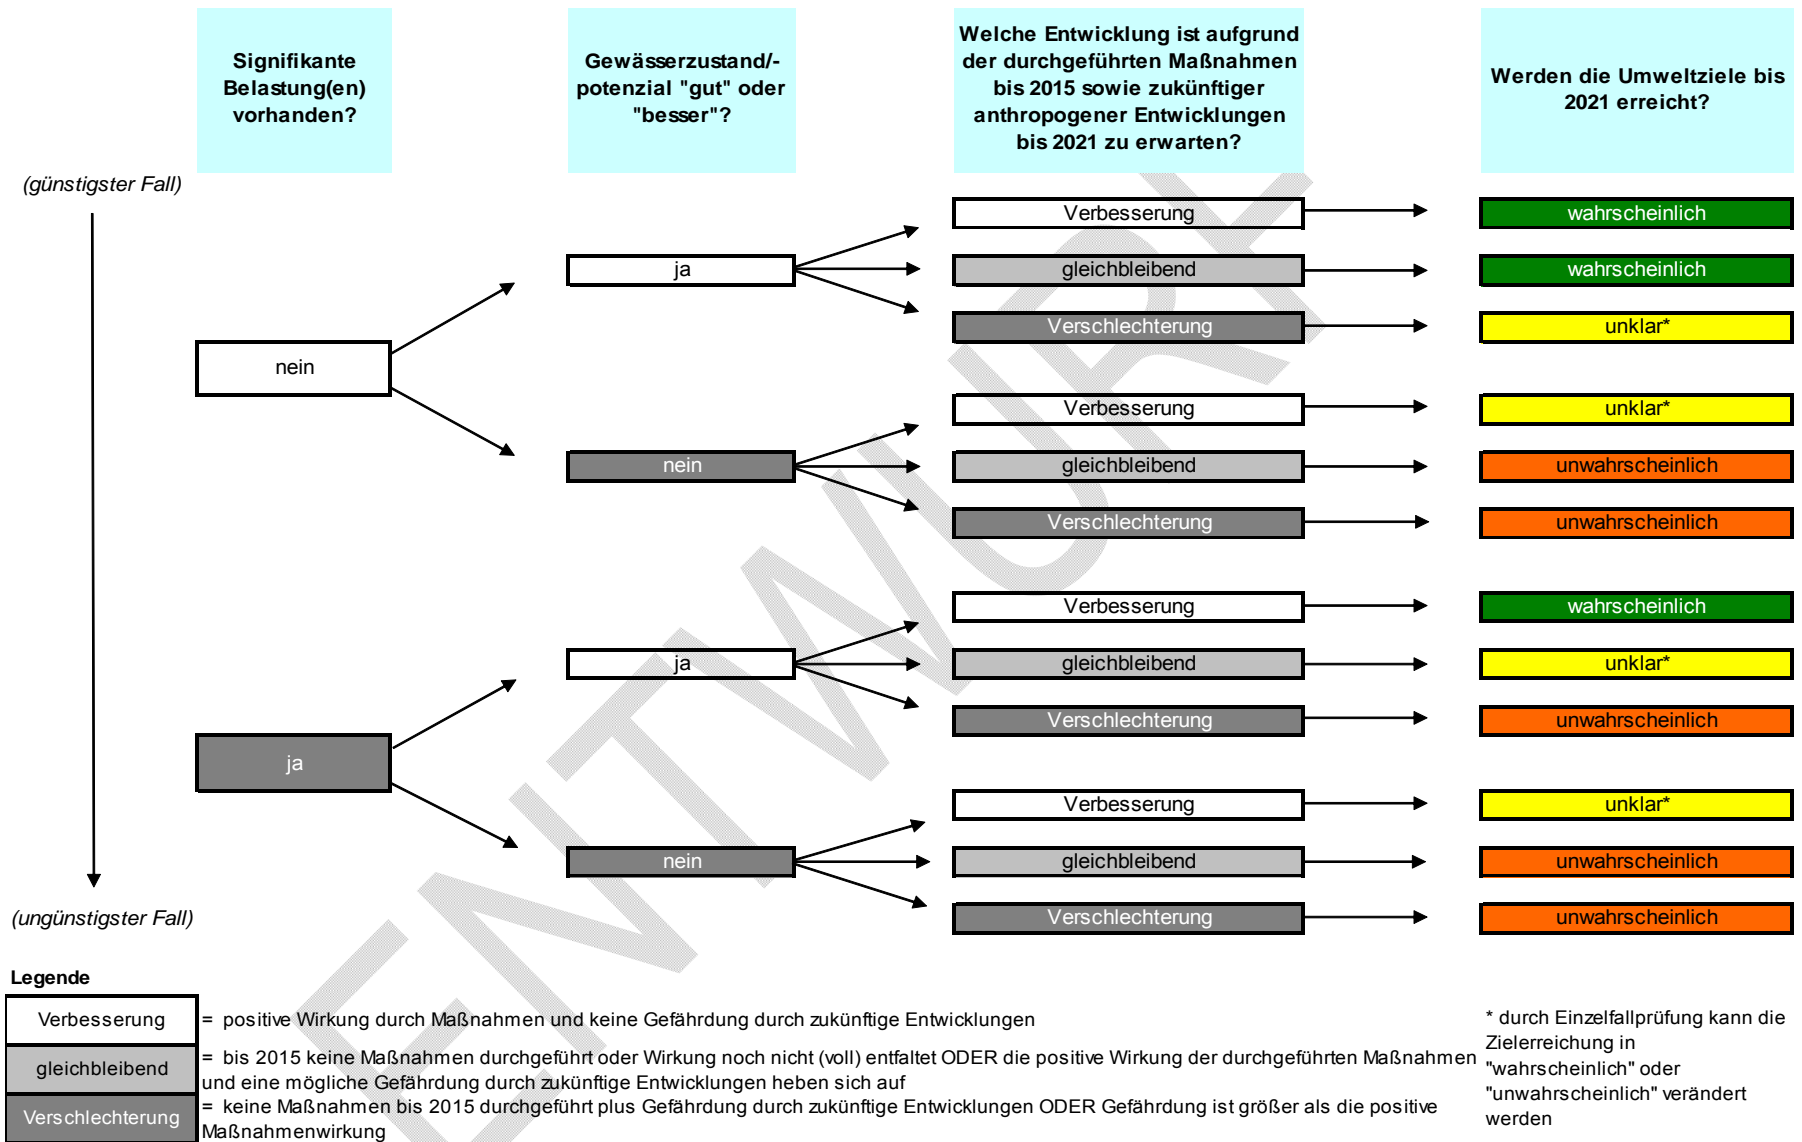 Signifikante
Belastung(en)
vorhanden?
Gewässerzustand/-
potenzial "gut" oder
"besser"?
Welche Entwicklung ist aufgrund
der durchgeführten Maßnahmen
bis 2015 sowie zukünftiger
anthropogener Entwicklungen
bis 2021 zu erwarten?
Werden die Umweltziele bis
2021 erreicht?
(günstigster Fall)
Verbesserung
wahrscheinlich
ja
gleichbleibend
wahrscheinlich
Verschlechterung
unklar*
nein
Verbesserung
unklar*
nein
gleichbleibend
unwahrscheinlich
Verschlechterung
unwahrscheinlich
Verbesserung
wahrscheinlich
ja
gleichbleibend
unklar*
Verschlechterung
unwahrscheinlich
ja
Verbesserung
unklar*
nein
gleichbleibend
unwahrscheinlich
Verschlechterung
unwahrscheinlich
(ungünstigster Fall)
ENTWURF
Legende
Verbesserung
= positive Wirkung durch Maßnahmen und keine Gefährdung durch zukünftige Entwicklungen
gleichbleibend
= bis 2015 keine Maßnahmen durchgeführt oder Wirkung noch nicht (voll) entfaltet ODER die positive Wirkung der durchgeführten Maßnahmen
und eine mögliche Gefährdung durch zukünftige Entwicklungen heben sich auf
Verschlechterung
= keine Maßnahmen bis 2015 durchgeführt plus Gefährdung durch zukünftige Entwicklungen ODER Gefährdung ist größer als die positive
Maßnahmenwirkung
* durch Einzelfallprüfung kann die
Zielerreichung in
"wahrscheinlich" oder
"unwahrscheinlich" verändert
werden